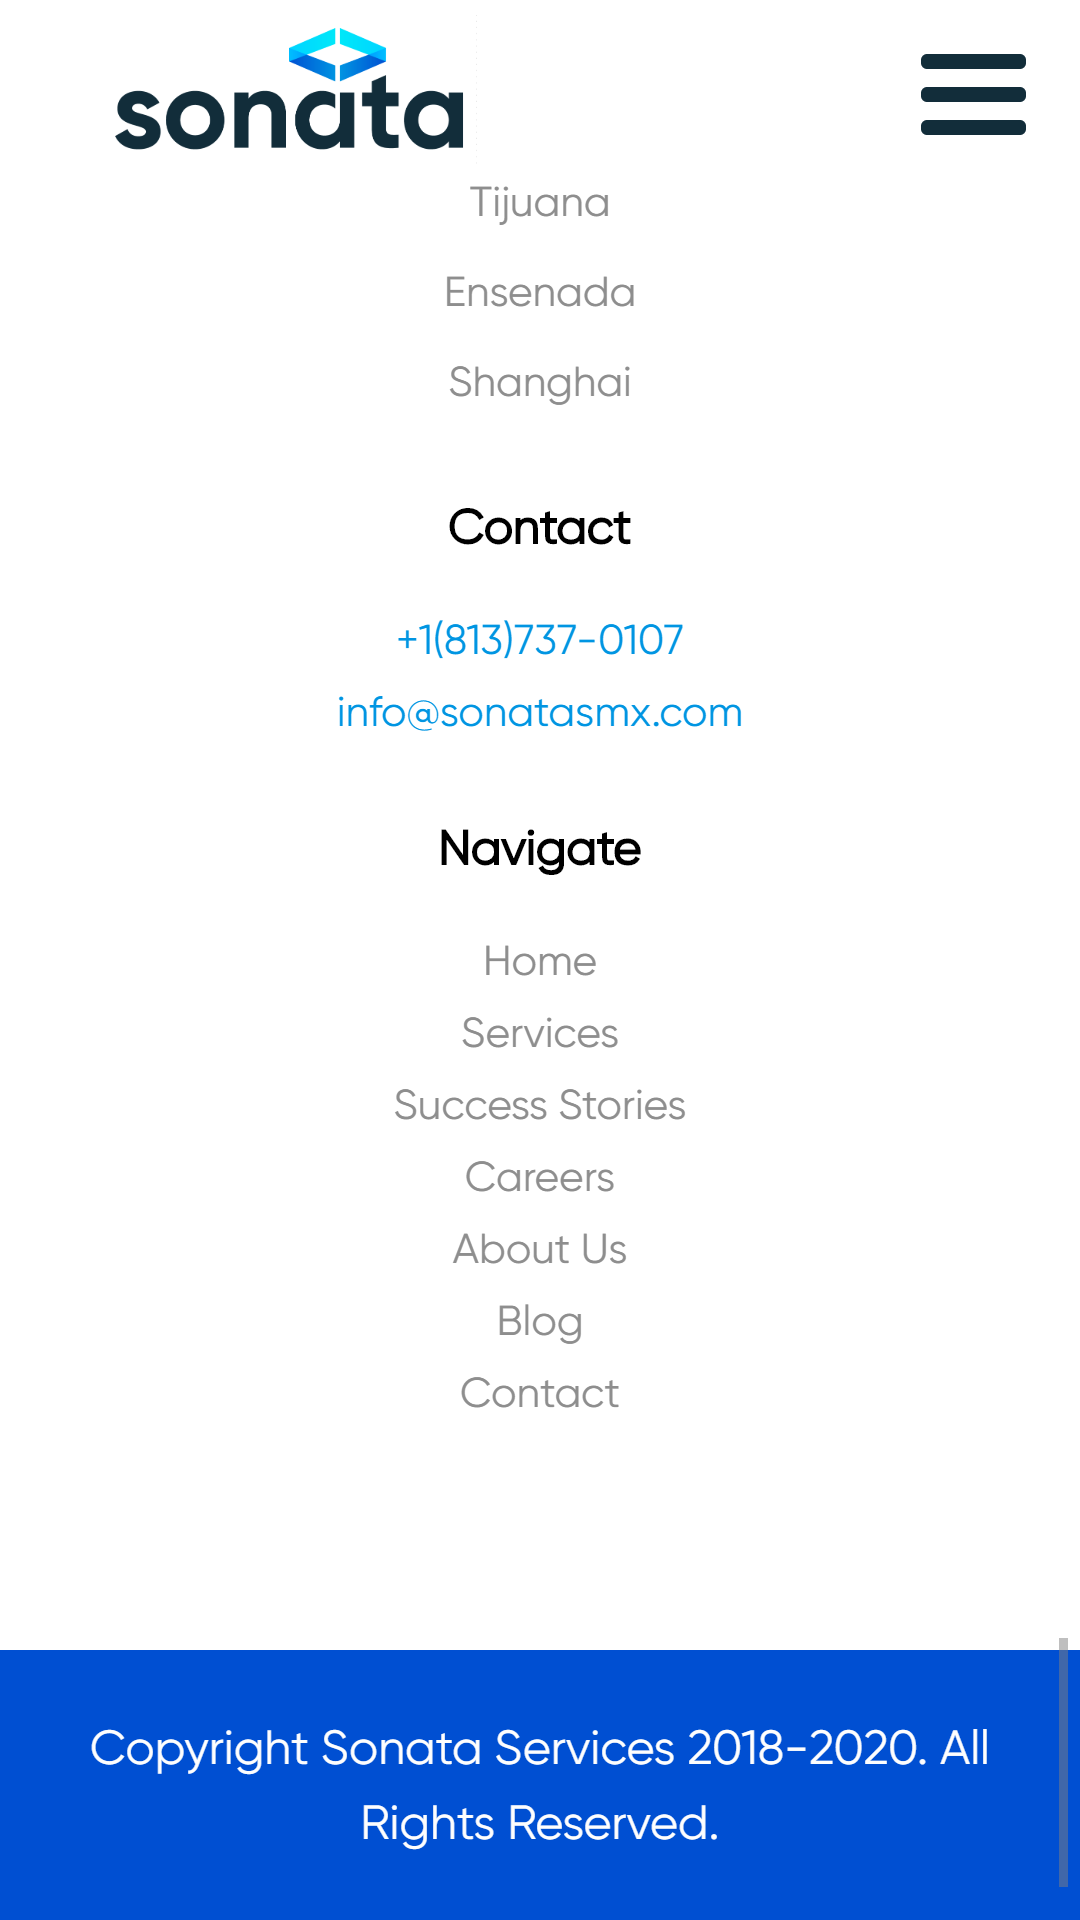 sonata
Tijuana
Ensenada
Shanghai
Contact
+1(813)737-0107
info@sonatasmx.com
Navigate
Home
Services
Success Stories
Careers
About Us
Blog
Contact
Copyright Sonata Services 2018-2020. All
Rights Reserved.